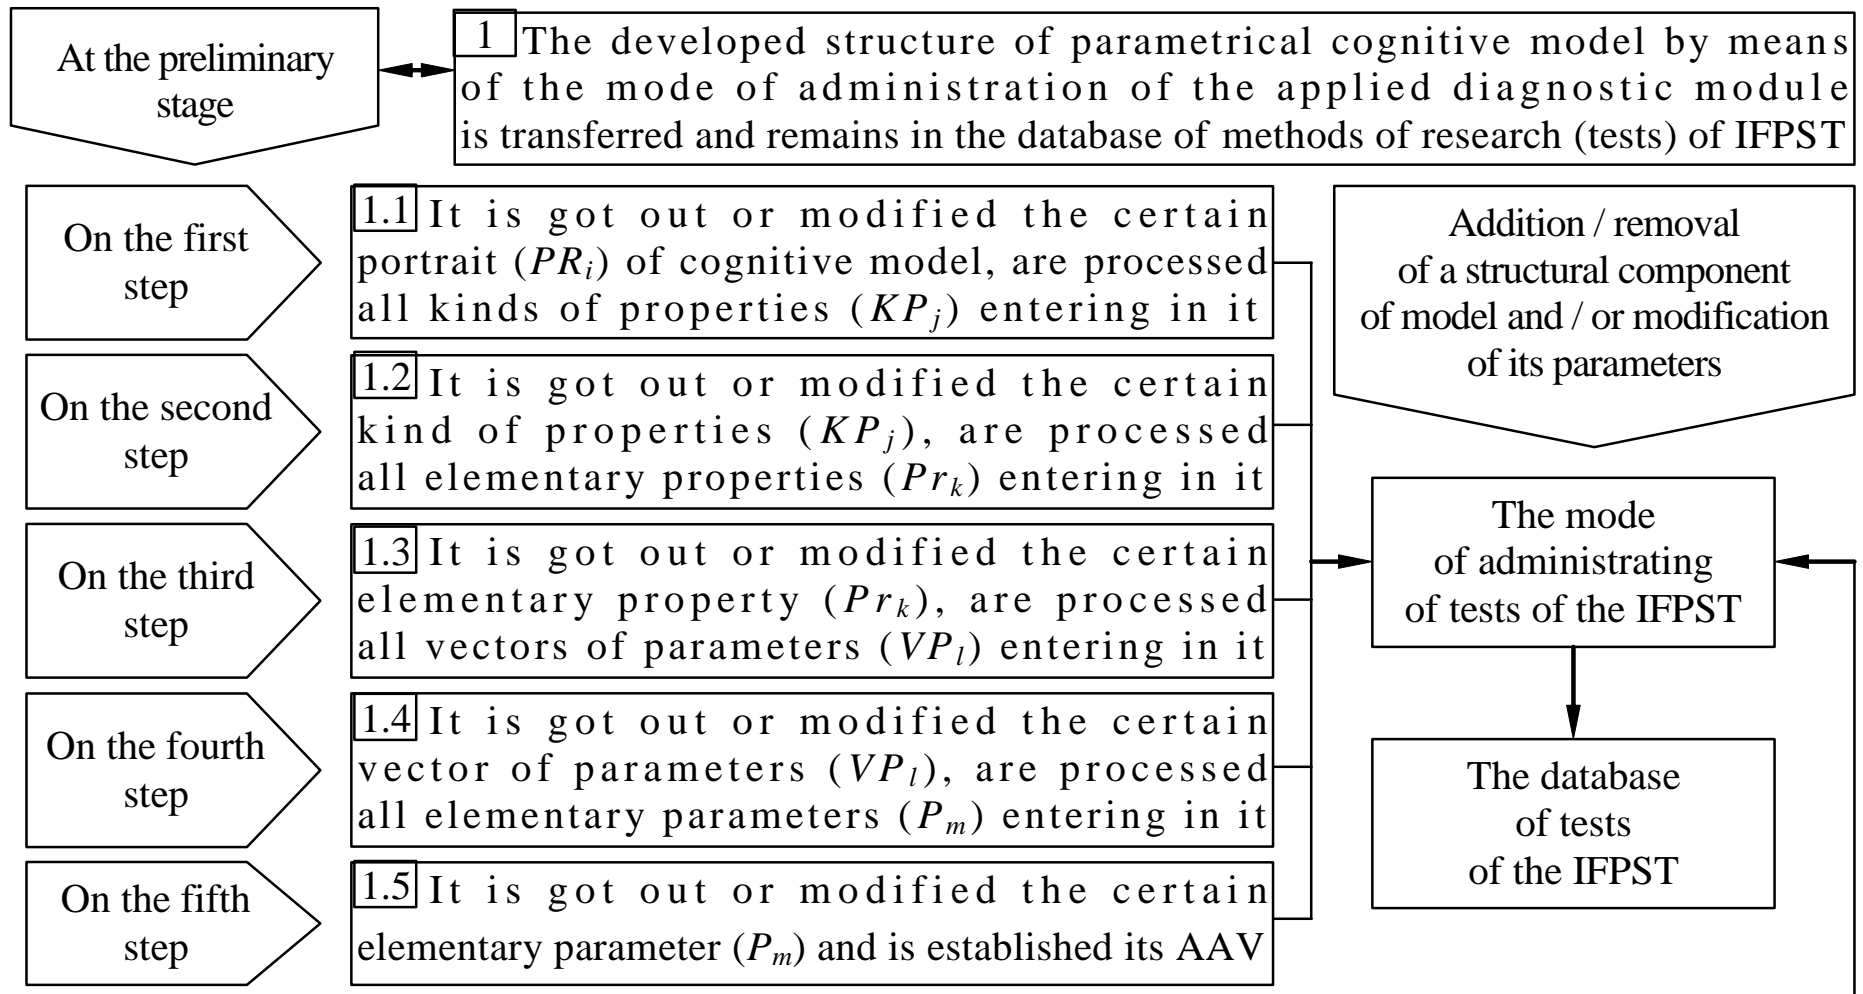 At the preliminary
stage
1 The developed structure of parametrical cognitive model by means
of the mode of administration of the applied diagnostic module
is transferred and remains in the database of methods of research (tests) of IFPST
On the first
step
1.1 It is got out or modified the certain
portrait (PRi) of cognitive model, are processed
all kinds of properties (KPj) entering in it
Addition / removal
of a structural component
of model and / or modification
of its parameters
On the second
step
1.2 It is got out or modified the certain
kind of properties (KPj), are processed
all elementary properties (Prk) entering in it
On the third
step
1.3 It is got out or modified the certain
elementary property (Prk), are processed
all vectors of parameters (VPl) entering in it
The mode
of administrating
of tests of the IFPST
On the fourth
step
1.4 It is got out or modified the certain
vector of parameters (VPl), are processed
all elementary parameters (Pm) entering in it
The database
of tests
of the IFPST
On the fifth
step
1.5 It is got out or modified the certain
elementary parameter (Pm) and is established its AAV